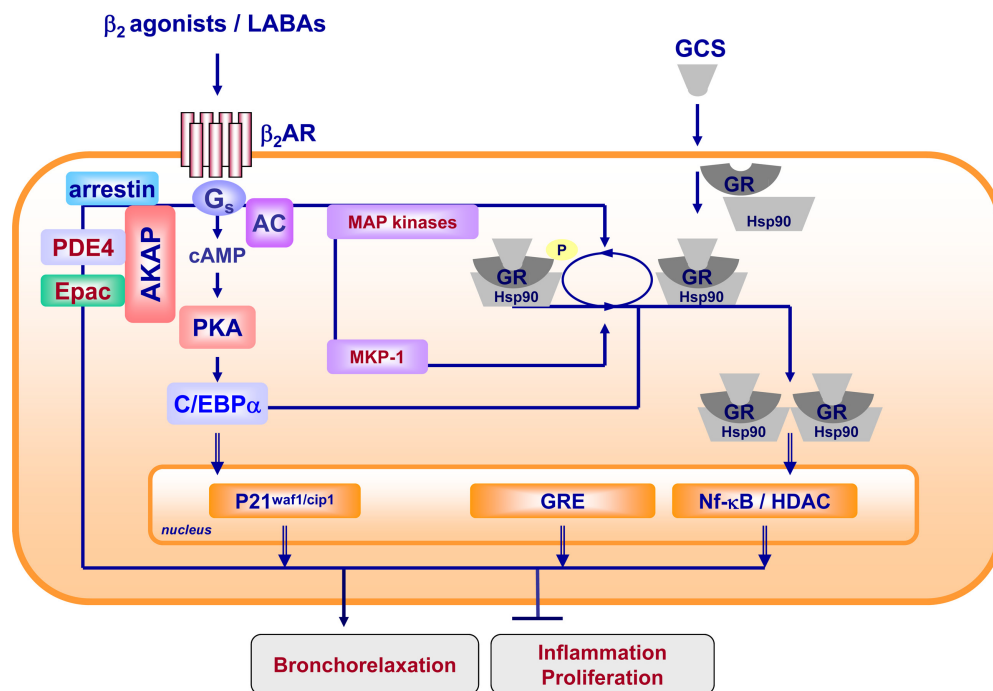 β2 agonists / LABAs
GCS
β2AR
arrestin
Gs
AC
MAP kinases
GR
Hsp90
PDE4
AKAP
cAMP
Epac
P
GR
Hsp90
GR
Hsp90
PKA
MKP-1
C/EBPα
GR
Hsp90
GR
Hsp90
P21waf1/cip1
GRE
Nf-κB / HDAC
nucleus
Bronchorelaxation
Inflammation
Proliferation